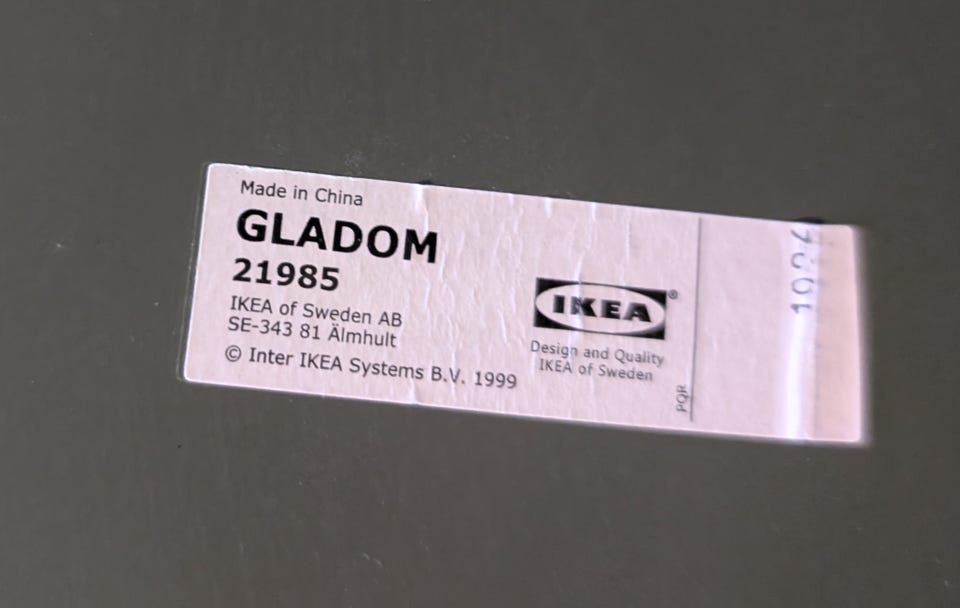 Made in China
GLADOM
21985
IKEA of Sweden AB
SE-343 81 Älmhult
© Inter IKEA Systems B.V. 1999
IKEA®
Design and Quality
IKEA of Sweden
PQR